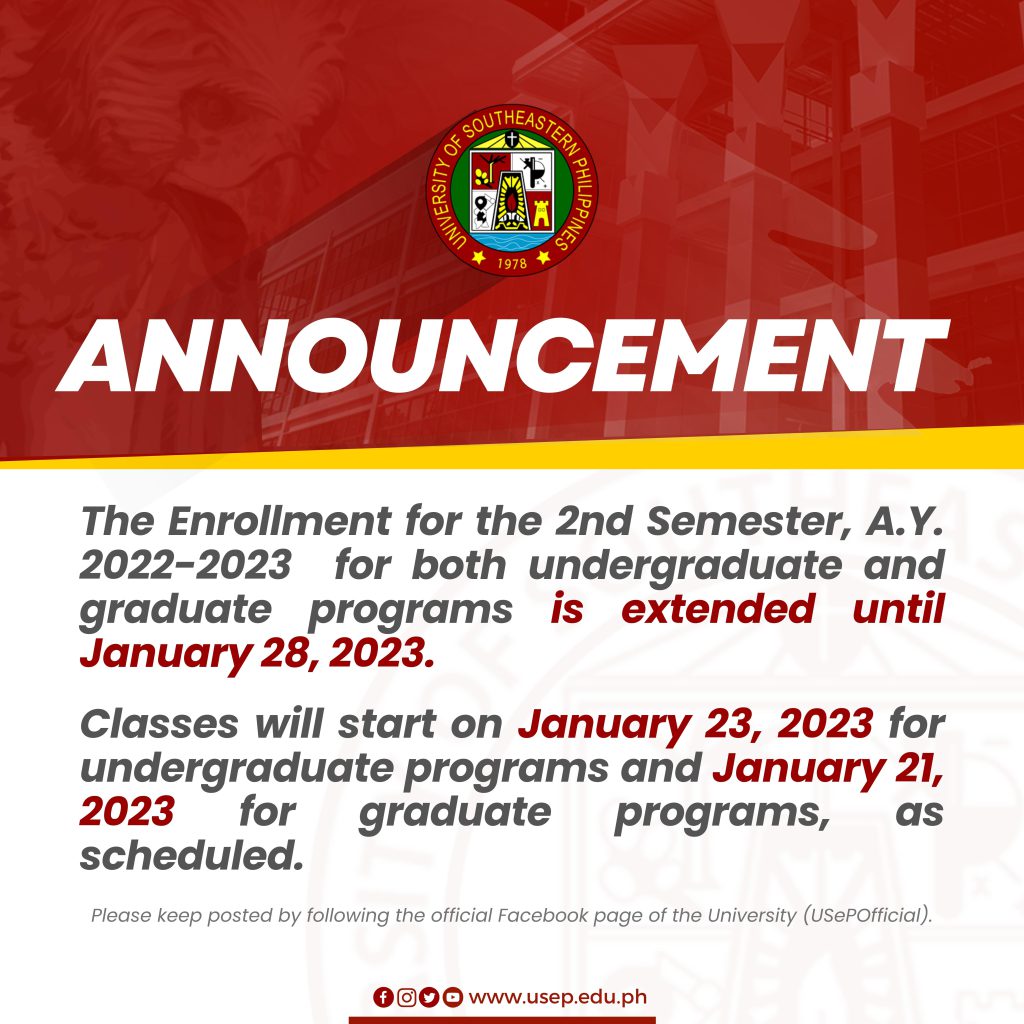 UNIVERSITY OF SOUTHEASTERN PHILIPPINES
1978
ANNOUNCEMENT
The Enrollment for the 2nd Semester, A.Y.
2022-2023 for both undergraduate and
graduate programs is extended until
January 28, 2023.
Classes will start on January 23, 2023 for
undergraduate programs and January 21,
2023 for graduate programs, as
scheduled.
Please keep posted by following the official Facebook page of the University (USePOfficial).
www.usep.edu.ph